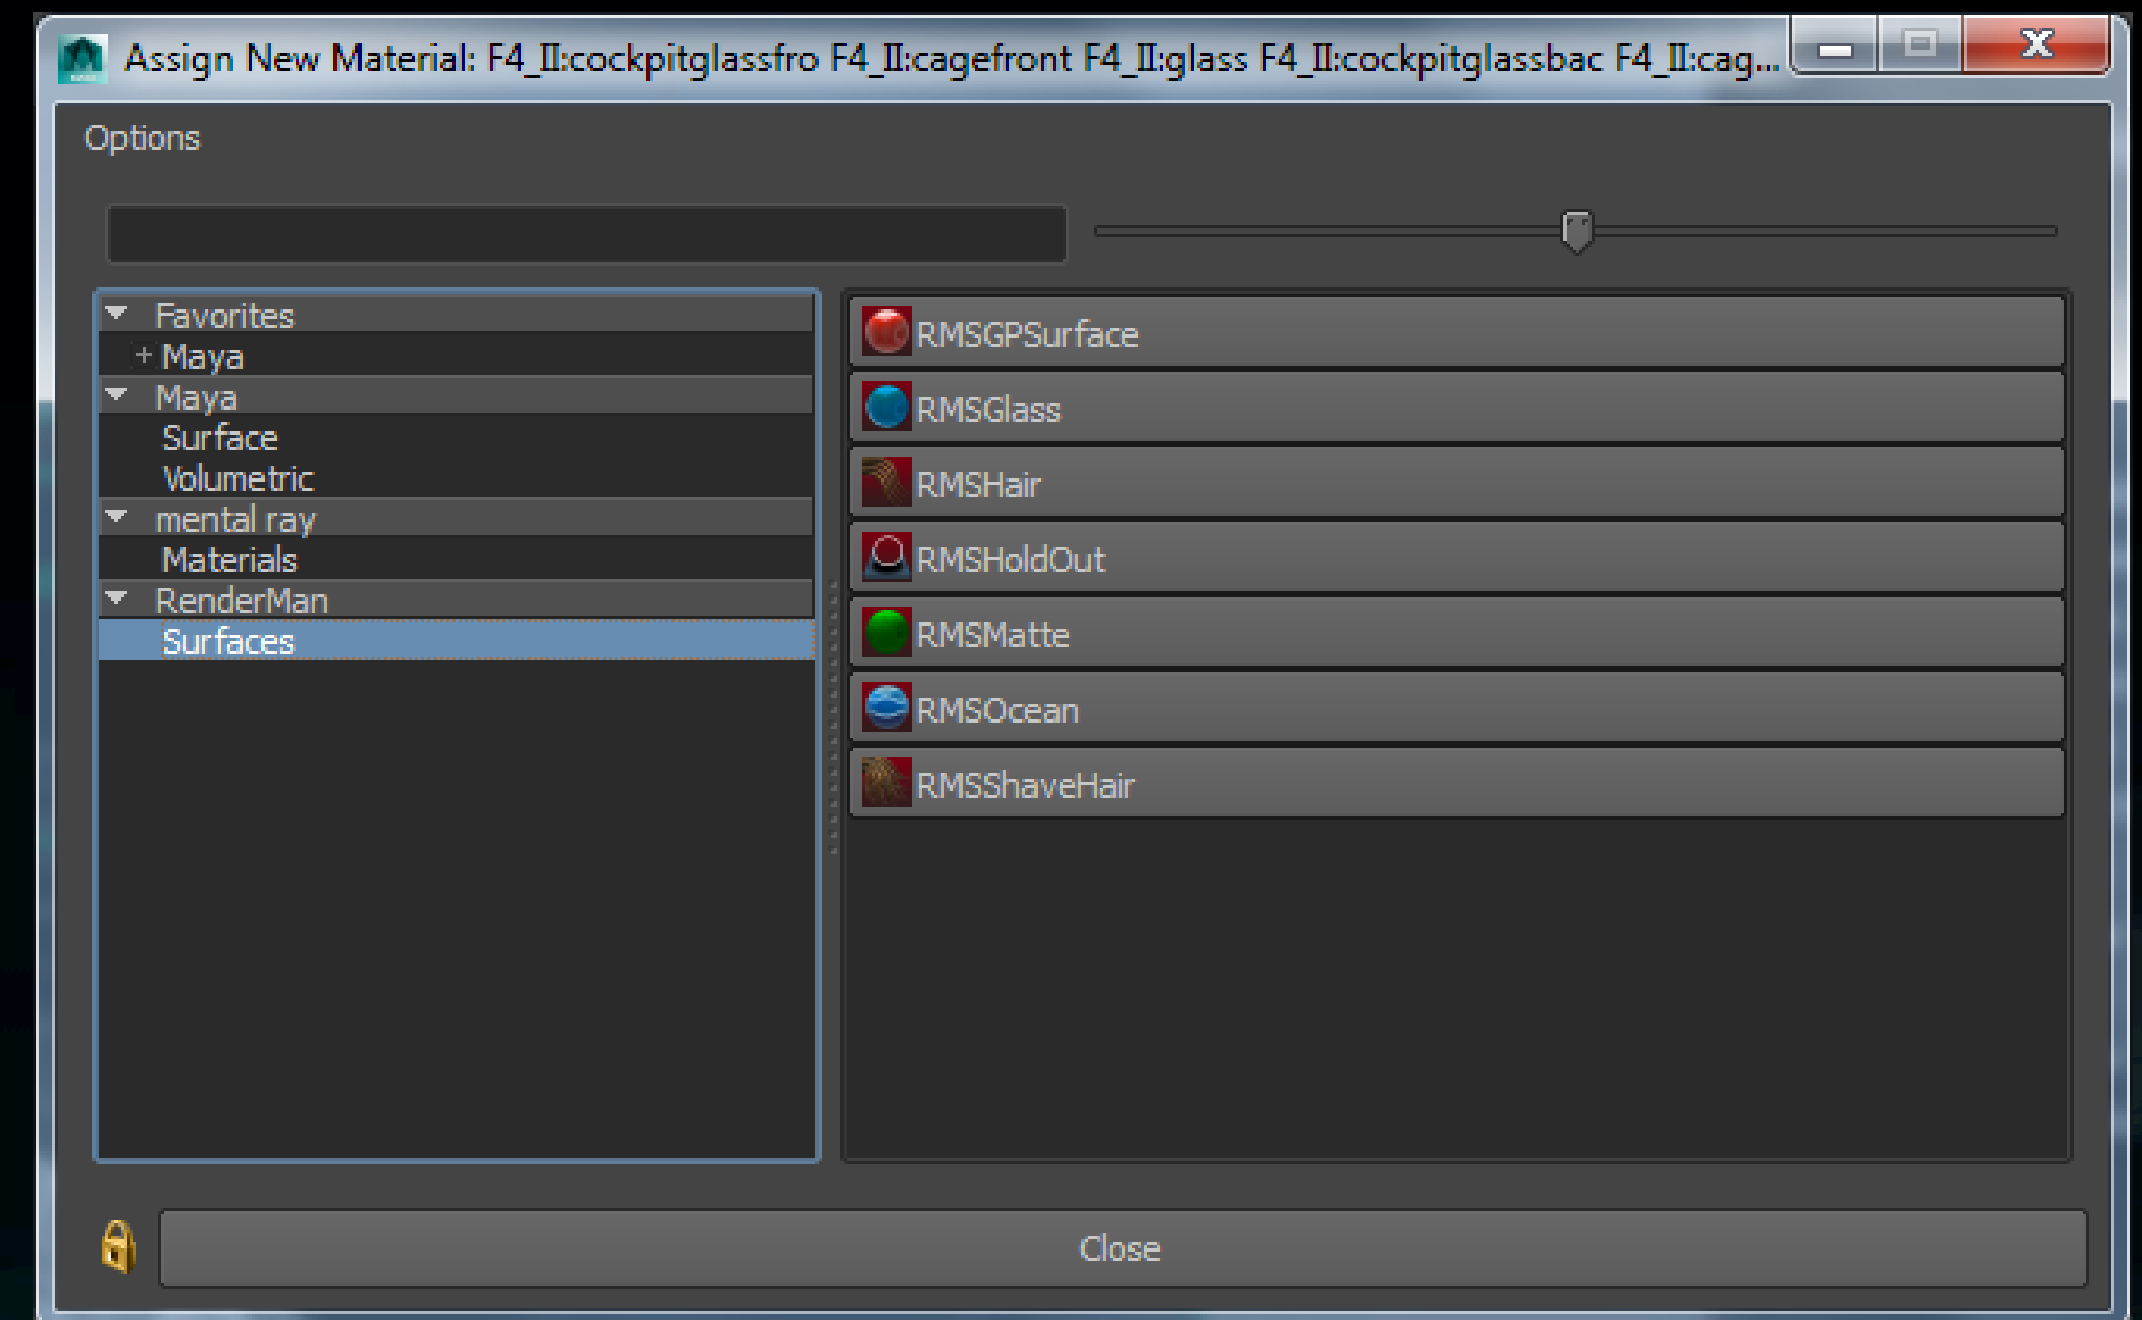 Assign New Material: F4_II:cockpitglassfro F4_II:cagefront F4_II:glass F4_II:cockpitglassbac F4_II:cag...
Options
Favorites
Maya
Maya
Surface
Volumetric
mental ray
Materials
RenderMan
Surfaces
RMSGPSurface
RMSGlass
RMSHair
RMSHoldOut
RMSMatte
RMSOcean
RMSShaveHair
Close